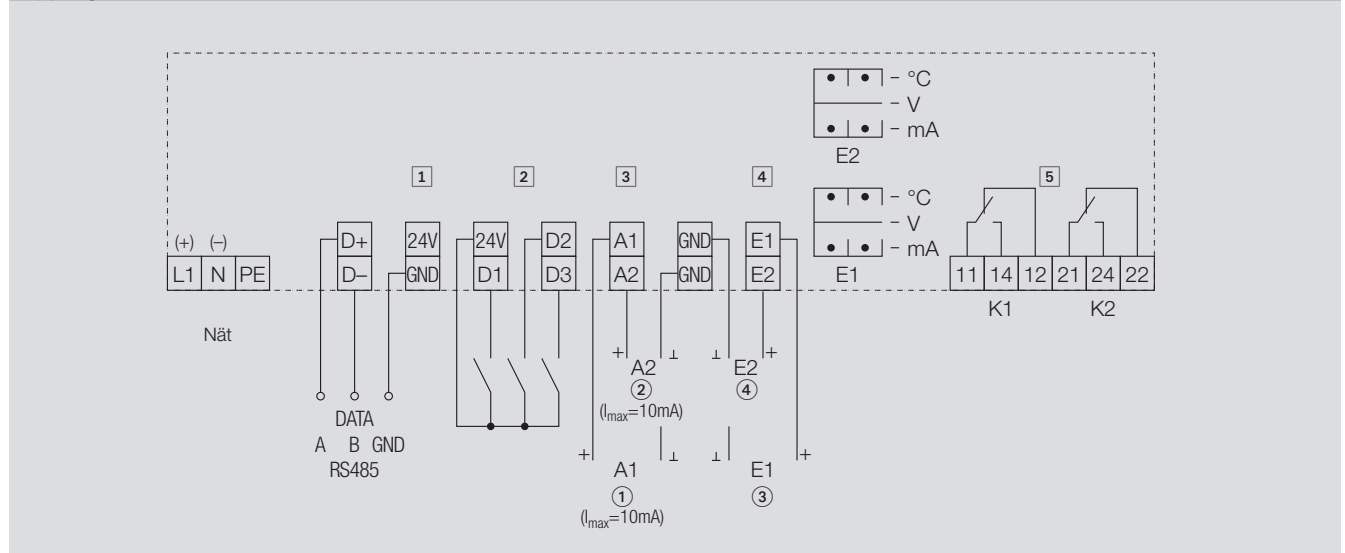 – °C
– V
– mA
E2
1 2 3 4 5
– °C
– V
– mA
E1
(+) (–)
L1 N PE
Nät
D+ 24V 24V D2 A1 GND E1
D– GND D1 D3 A2 GND E2
11 14 12 21 24 22
K1 K2
+ ⊥ ⊥ +
A2 E2
② ④
(Imax=10mA)
DATA
A B GND
RS485
+ ⊥ ⊥ +
A1 E1
① ③
(Imax=10mA)